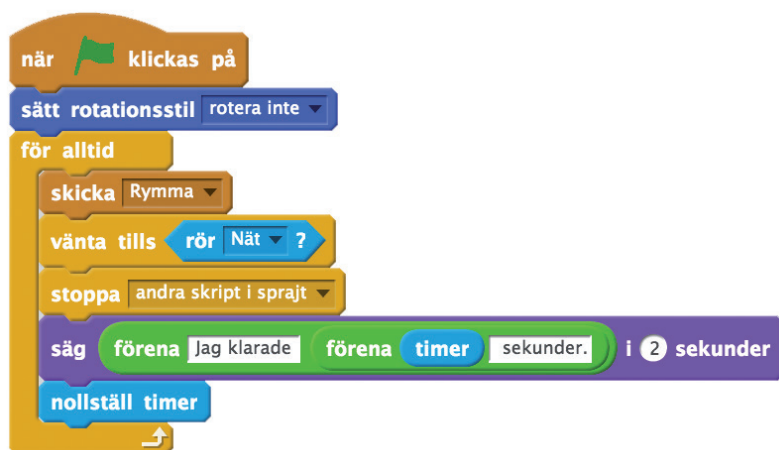 när klickas på
sätt rotationsstil rotera inte
för alltid
skicka Rymma
vänta tills rör Nät ?
stoppa andra skript i sprajt
säg förena Jag klarade förena timer sekunder. i 2 sekunder
nollställ timer